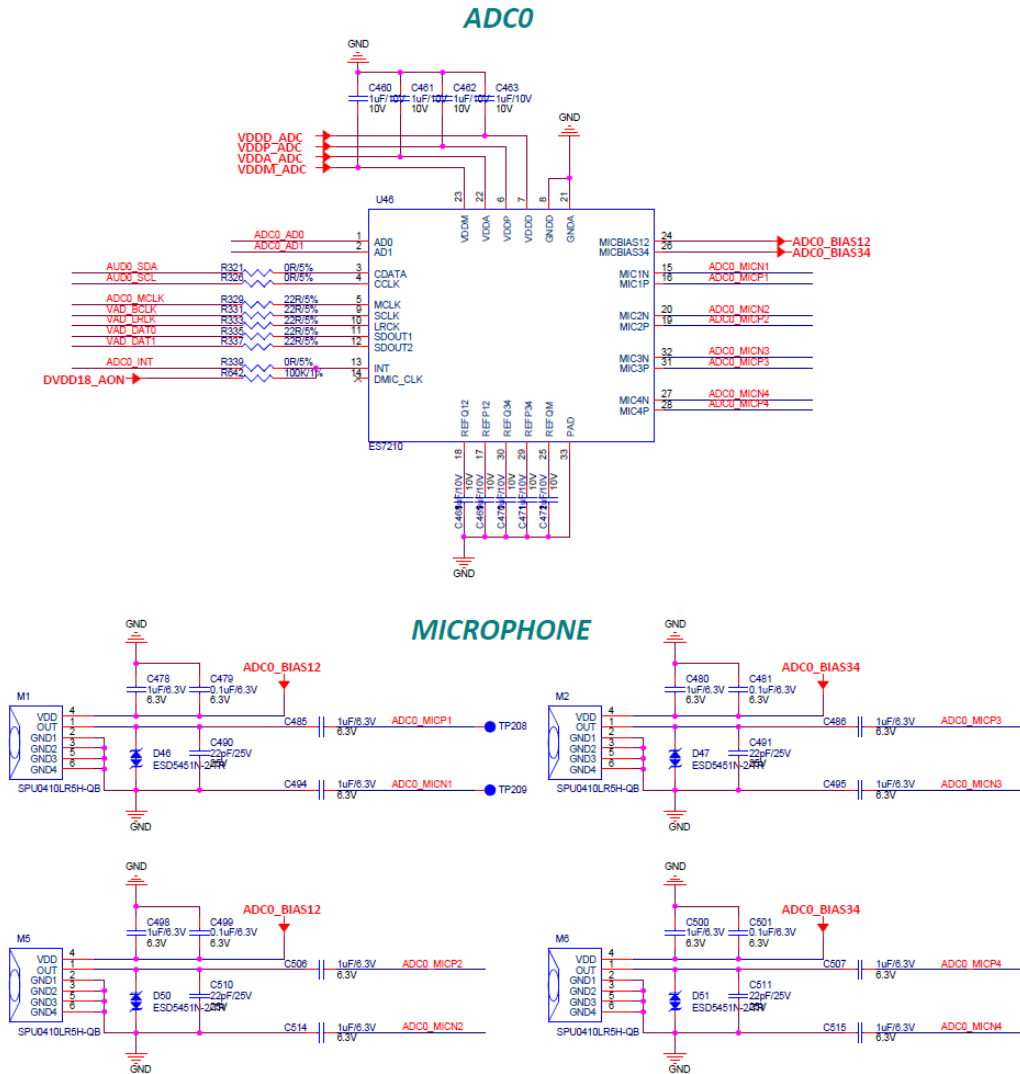 ADC0
GND
C460 C461 C462 C463
1uF/10V 1uF/10V 1uF/10V 1uF/10V
10V 10V 10V 10V
GND
VDDD_ADC
VDDP_ADC
VDDA_ADC
VDDM_ADC
23 22 6 7 8 21
U46
VDDM VDDA VDDP VDDD GNDD GNDA
ADC0_AD0 1 AD0 MICBIAS12 24 ADC0_BIAS12
ADC0_AD1 2 AD1 MICBIAS34 26 ADC0_BIAS34
AUD0_SDA R321 0R/5% 3 CDATA MIC1N 15 ADC0_MICN1
AUD0_SCL R326 0R/5% 4 CCLK MIC1P 16 ADC0_MICP1
ADC0_MCLK R329 22R/5% 5 MCLK
VAD_BCLK R331 22R/5% 9 SCLK MIC2N 20 ADC0_MICN2
VAD_LRLK R333 22R/5% 10 LRCK MIC2P 19 ADC0_MICP2
VAD_DAT0 R335 22R/5% 11 SDOUT1
VAD_DAT1 R337 22R/5% 12 SDOUT2
MIC3N 32 ADC0_MICN3
ADC0_INT R339 0R/5% 13 INT MIC3P 31 ADC0_MICP3
DVDD18_AON R642 100K/1% 14 DMIC_CLK
MIC4N 27 ADC0_MICN4
MIC4P 28 ADC0_MICP4
REFQ12 REFP12 REFQ34 REFP34 REFQM PAD
ES7210
18 17 30 29 25 33
10V 10V 10V 10V 10V
C469 C470 C471 C472
GND
MICROPHONE
GND
ADC0_BIAS12
C478 C479
1uF/6.3V 0.1uF/6.3V
6.3V 6.3V
M1
VDD 4
OUT 1 C485 1uF/6.3V ADC0_MICP1 TP208
GND1 2 6.3V
GND2 3 D46 C490
GND3 5 ESD5451N-2/TR 22pF/25V
GND4 6 25V
SPU0410LR5H-QB C494 1uF/6.3V ADC0_MICN1 TP209
6.3V
GND
GND
ADC0_BIAS34
C480 C481
1uF/6.3V 0.1uF/6.3V
6.3V 6.3V
M2
VDD 4
OUT 1 C486 1uF/6.3V ADC0_MICP3
GND1 2 6.3V
GND2 3 D47 C491
GND3 5 ESD5451N-2/TR 22pF/25V
GND4 6 25V
SPU0410LR5H-QB C495 1uF/6.3V ADC0_MICN3
6.3V
GND
GND
ADC0_BIAS12
C498 C499
1uF/6.3V 0.1uF/6.3V
6.3V 6.3V
M5
VDD 4
OUT 1 C506 1uF/6.3V ADC0_MICP2
GND1 2 6.3V
GND2 3 D50 C510
GND3 5 ESD5451N-2/TR 22pF/25V
GND4 6 25V
SPU0410LR5H-QB C514 1uF/6.3V ADC0_MICN2
6.3V
GND
GND
ADC0_BIAS34
C500 C501
1uF/6.3V 0.1uF/6.3V
6.3V 6.3V
M6
VDD 4
OUT 1 C507 1uF/6.3V ADC0_MICP4
GND1 2 6.3V
GND2 3 D51 C511
GND3 5 ESD5451N-2/TR 22pF/25V
GND4 6 25V
SPU0410LR5H-QB C515 1uF/6.3V ADC0_MICN4
6.3V
GND